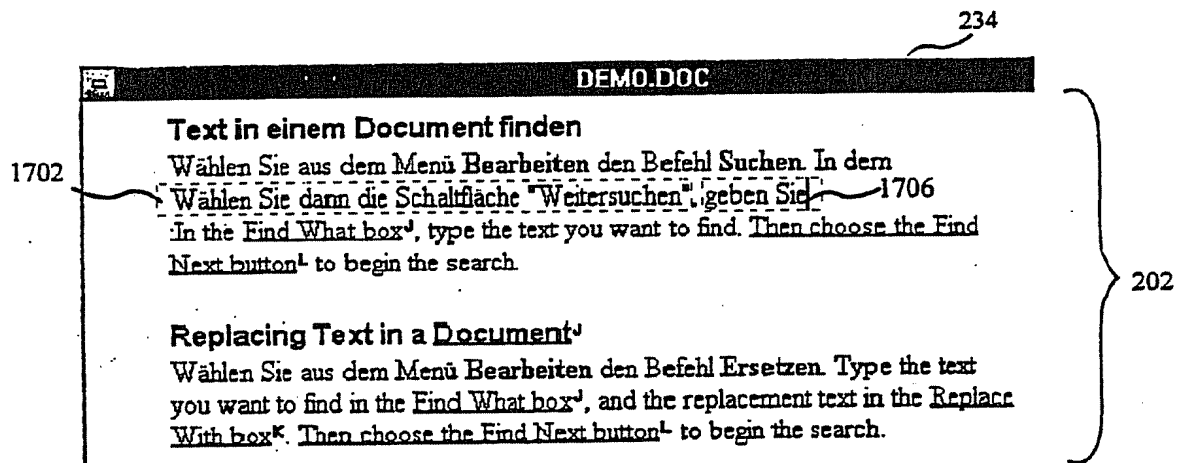 234
DEMO.DOC
Text in einem Document finden
Wählen Sie aus dem Menü Bearbeiten den Befehl Suchen. In dem
1702
Wählen Sie dann die Schaltfläche "Weitersuchen", geben Sie
1706
In the Find What box ᴶ, type the text you want to find. Then choose the Find
Next button ᴸ to begin the search.
202
Replacing Text in a Document ᴶ
Wählen Sie aus dem Menü Bearbeiten den Befehl Ersetzen. Type the text
you want to find in the Find What box ᴶ, and the replacement text in the Replace
With box ᴷ. Then choose the Find Next button ᴸ to begin the search.